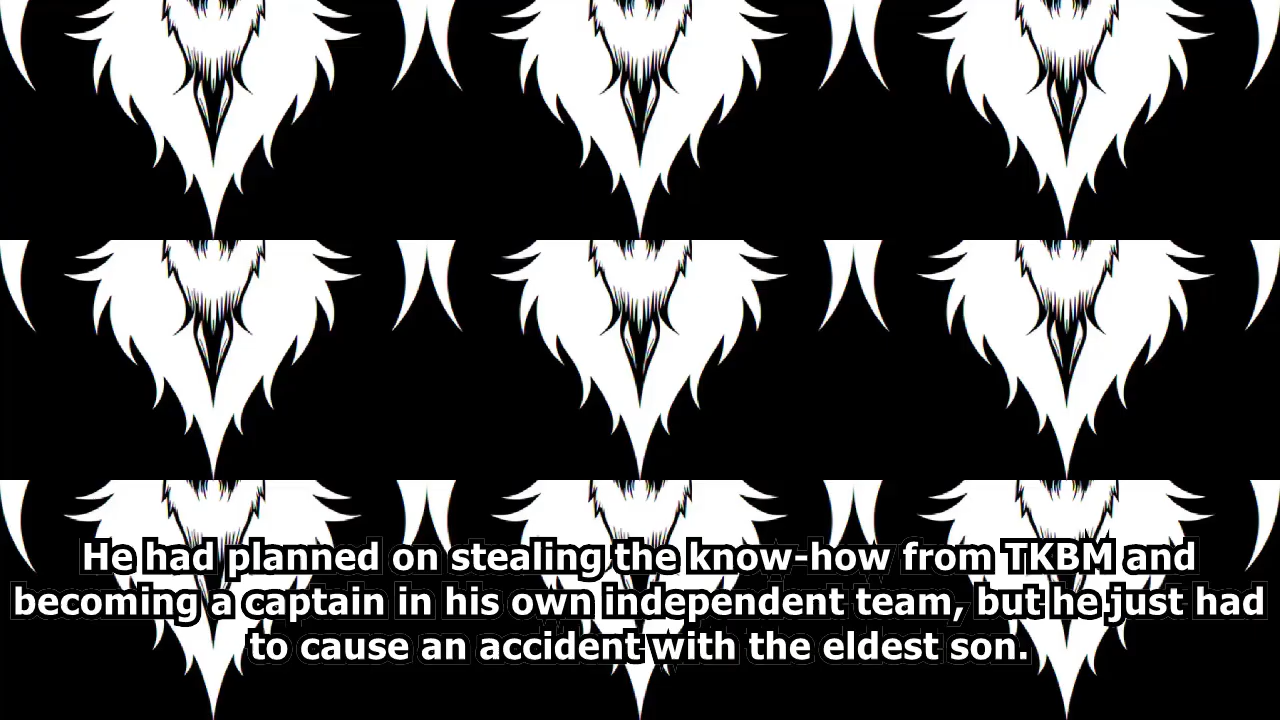 He had planned on stealing the know-how from TKBM and
becoming a captain in his own independent team, but he just had
to cause an accident with the eldest son.